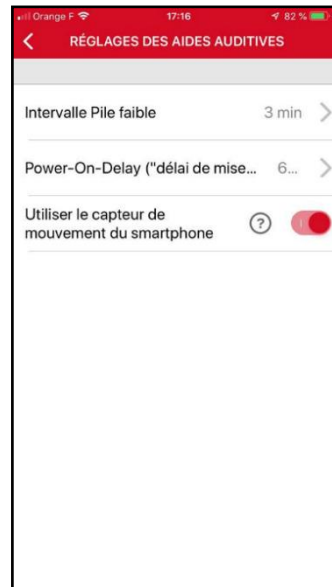 Orange F 17:16 82 %
RÉGLAGES DES AIDES AUDITIVES
Intervalle Pile faible 3 min
Power-On-Delay ("délai de mise... 6...
Utiliser le capteur de
mouvement du smartphone ?